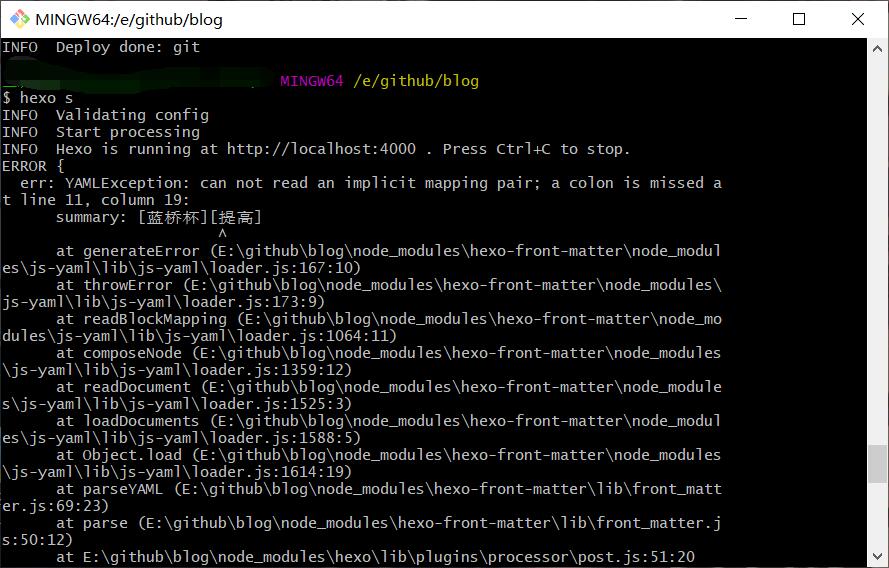 MINGW64:/e/github/blog
INFO  Deploy done: git
MINGW64 /e/github/blog
$ hexo s
INFO  Validating config
INFO  Start processing
INFO  Hexo is running at http://localhost:4000 . Press Ctrl+C to stop.
ERROR {
  err: YAMLException: can not read an implicit mapping pair; a colon is missed a
t line 11, column 19:
      summary: [蓝桥杯][提高]
                        ^
      at generateError (E:\github\blog\node_modules\hexo-front-matter\node_modul
es\js-yaml\lib\js-yaml\loader.js:167:10)
      at throwError (E:\github\blog\node_modules\hexo-front-matter\node_modules\
js-yaml\lib\js-yaml\loader.js:173:9)
      at readBlockMapping (E:\github\blog\node_modules\hexo-front-matter\node_mo
dules\js-yaml\lib\js-yaml\loader.js:1064:11)
      at composeNode (E:\github\blog\node_modules\hexo-front-matter\node_modules
\js-yaml\lib\js-yaml\loader.js:1359:12)
      at readDocument (E:\github\blog\node_modules\hexo-front-matter\node_module
s\js-yaml\lib\js-yaml\loader.js:1525:3)
      at loadDocuments (E:\github\blog\node_modules\hexo-front-matter\node_modul
es\js-yaml\lib\js-yaml\loader.js:1588:5)
      at Object.load (E:\github\blog\node_modules\hexo-front-matter\node_modules
\js-yaml\lib\js-yaml\loader.js:1614:19)
      at parseYAML (E:\github\blog\node_modules\hexo-front-matter\lib\front_matt
er.js:69:23)
      at parse (E:\github\blog\node_modules\hexo-front-matter\lib\front_matter.j
s:50:12)
      at E:\github\blog\node_modules\hexo\lib\plugins\processor\post.js:51:20